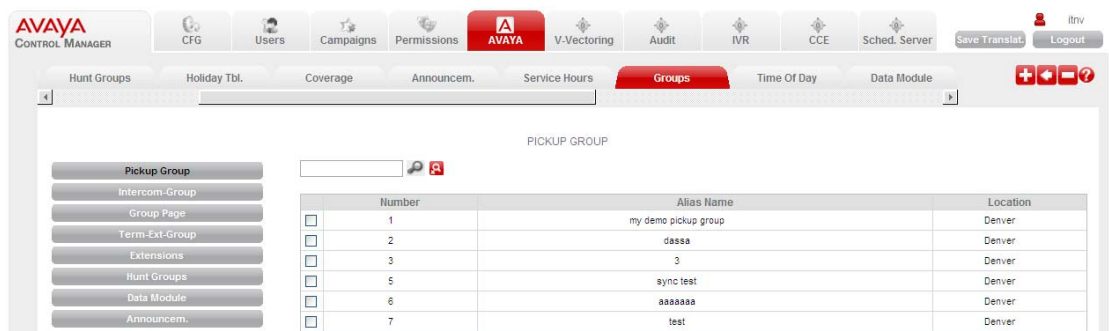 AVAYA
CONTROL MANAGER
CFG
Users
Campaigns
Permissions
AVAYA
V-Vectoring
Audit
IVR
CCE
Sched. Server
itnv
Save Translat.
Logout
Hunt Groups
Holiday Tbl.
Coverage
Announcem.
Service Hours
Groups
Time Of Day
Data Module
PICKUP GROUP
Pickup Group
Intercom-Group
Group Page
Term-Ext-Group
Extensions
Hunt Groups
Data Module
Announcem.
Number Alias Name Location
1 my demo pickup group Denver
2 dassa Denver
3 3 Denver
5 sync test Denver
6 aaaaaaa Denver
7 test Denver